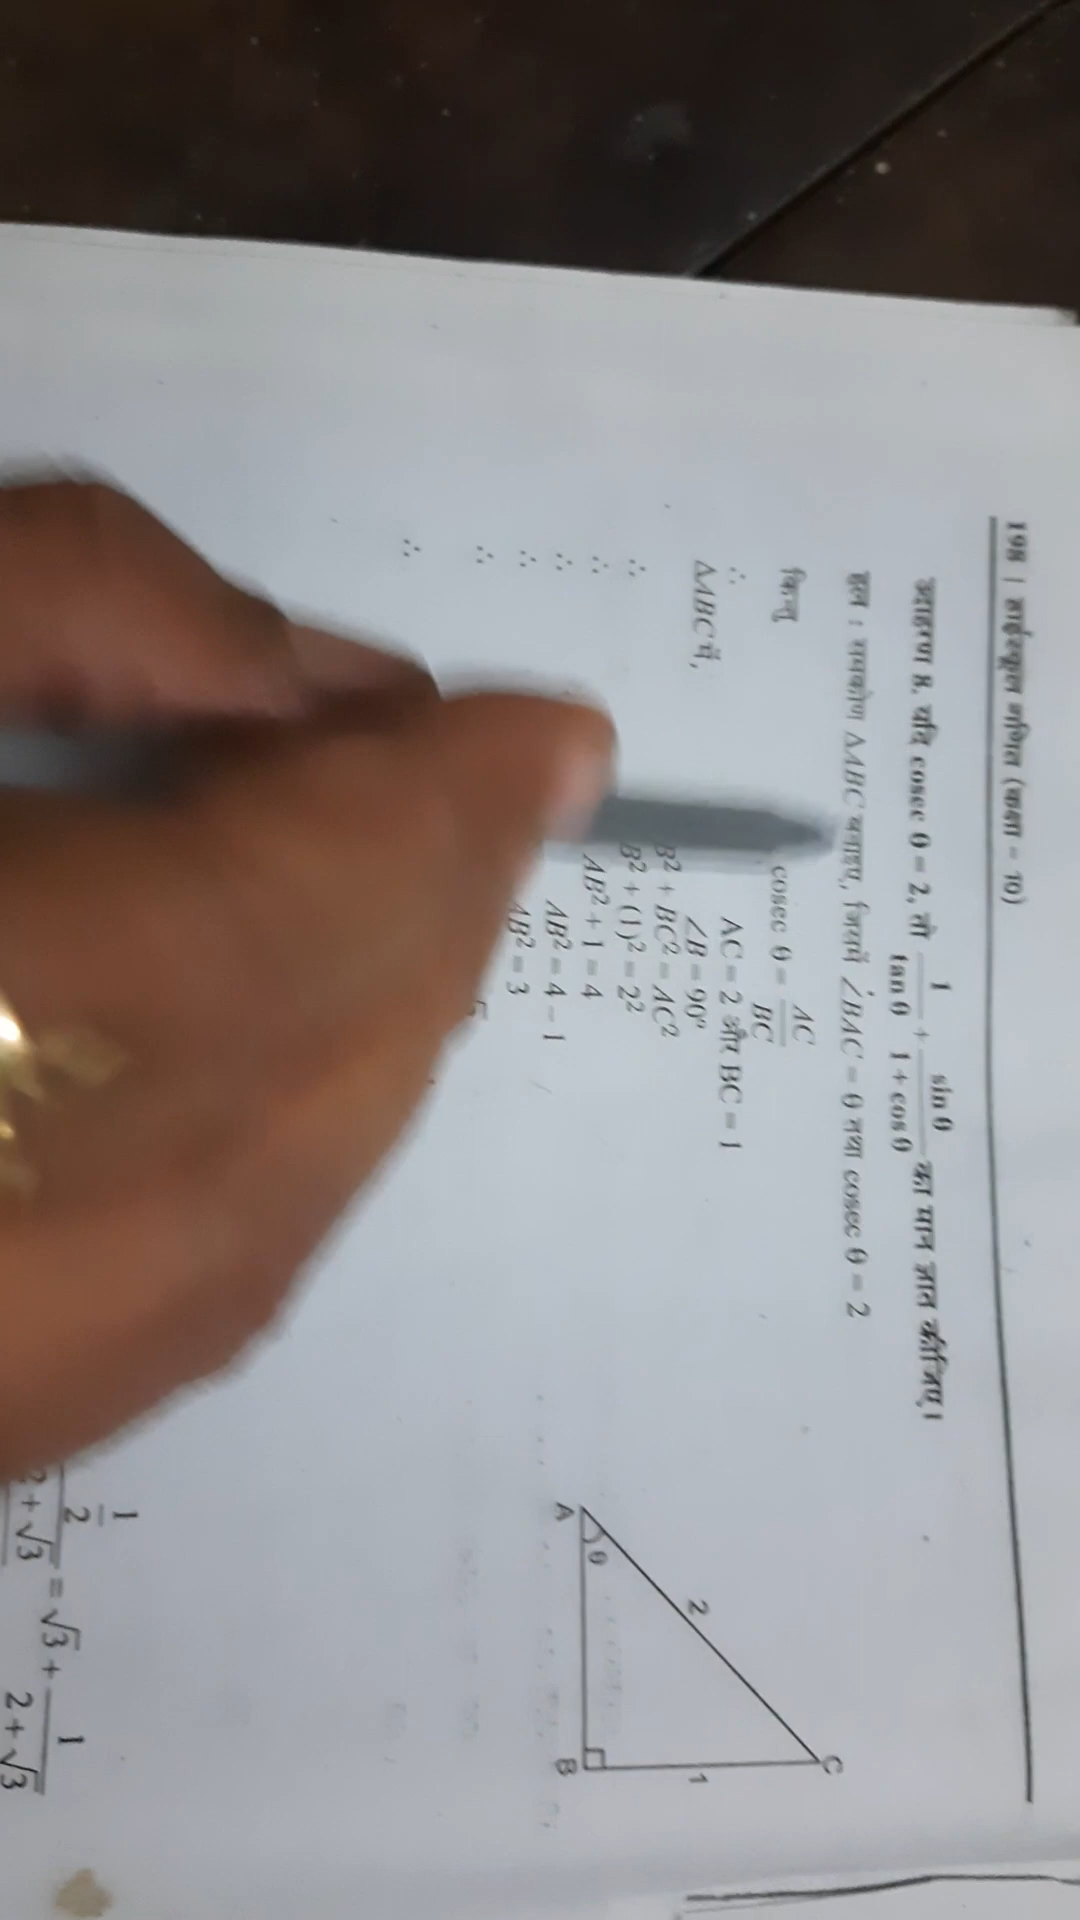 198 | हाईस्कूल गणित (कक्षा - 10)
उदाहरण 8. यदि cosec θ = 2, तो 1/tan θ + sin θ/1 + cos θ का मान ज्ञात कीजिए।
हल : समकोण ΔABC बनाइए, जिसमें ∠BAC = θ तथा cosec θ = 2
किन्तु cosec θ = AC/BC
∴ AC = 2 और BC = 1
ΔABC में, ∠B = 90°
B² + BC² = AC²
∴ B² + (1)² = 2²
∴ AB² + 1 = 4
∴ AB² = 4 – 1
∴ AB² = 3
∴
∴
C
2
1
A
θ
B
1/2
2 + √3 = √3 + 1/2 + √3